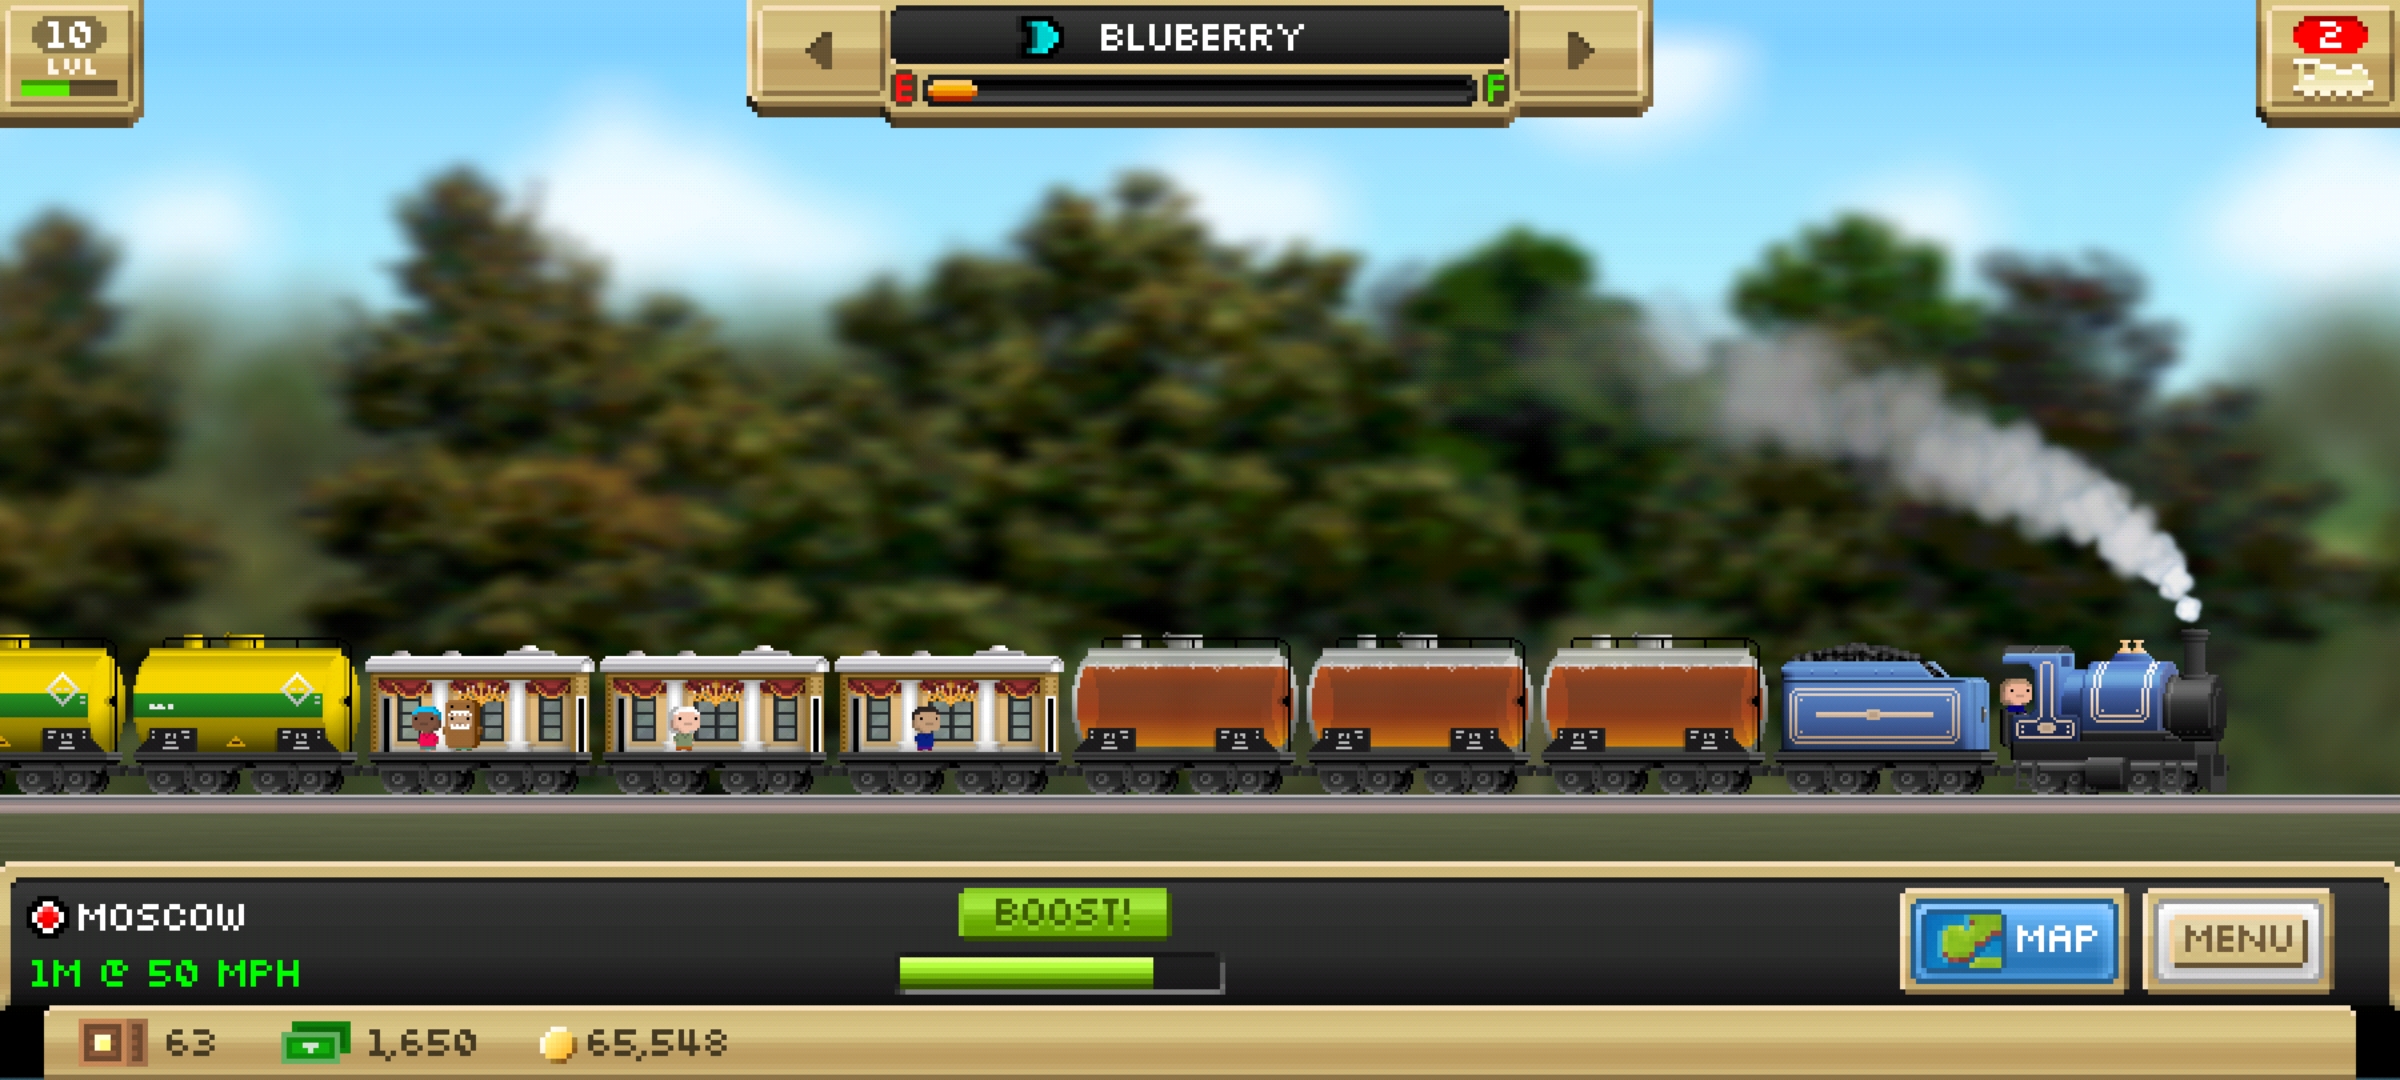 10
LVL
BLUBERRY
E
F
2
MOSCOW
1M @ 50 MPH
BOOST!
MAP
MENU
63
1,650
65,548